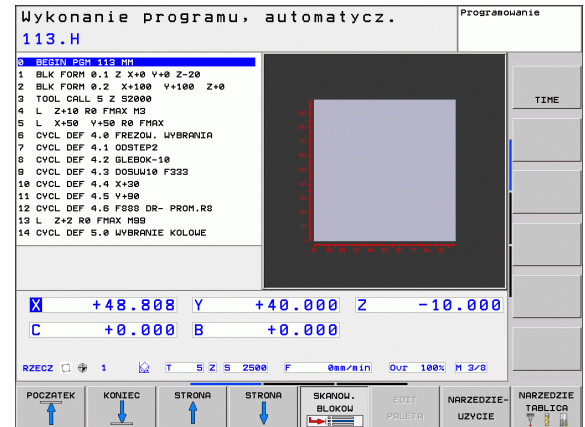 Wykonanie programu, automatycz.
Programowanie
113.H
0 BEGIN PGM 113 MM
1 BLK FORM 0.1 Z X+0 Y+0 Z-20
2 BLK FORM 0.2 X+100 Y+100 Z+0
3 TOOL CALL 5 Z S2000
4 L Z+10 R0 FMAX M3
5 L X+50 Y+50 R0 FMAX
6 CYCL DEF 4.0 FREZOW. WYBRANIA
7 CYCL DEF 4.1 ODSTEP2
8 CYCL DEF 4.2 GLEBOK-10
9 CYCL DEF 4.3 DOSUW10 F333
10 CYCL DEF 4.4 X+30
11 CYCL DEF 4.5 Y+90
12 CYCL DEF 4.6 F888 DR- PROM.R8
13 L Z+2 R0 FMAX M99
14 CYCL DEF 5.0 WYBRANIE KOLOWE
TIME
X +48.808 Y +40.000 Z -10.000
C +0.000 B +0.000
RZECZ 1 T 5 Z S 2500 F 0mm/min Our 100% M 3/8
POCZATEK
KONIEC
STRONA
STRONA
SKANOW.
BLOKOW
EDIT
PALETA
NARZEDZIE-
UZYCIE
NARZEDZIE
TABLICA